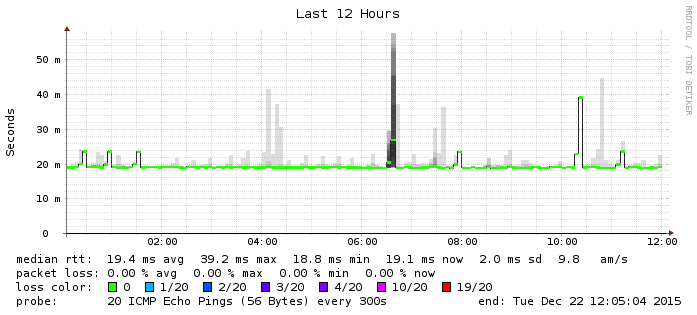 Last 12 Hours
RRDTOOL / TOBI OETIKER
Seconds
50 m
40 m
30 m
20 m
10 m
0
02:00 04:00 06:00 08:00 10:00 12:00
median rtt: 19.4 ms avg 39.2 ms max 18.8 ms min 19.1 ms now 2.0 ms sd 9.8 am/s
packet loss: 0.00 % avg 0.00 % max 0.00 % min 0.00 % now
loss color: 0 1/20 2/20 3/20 4/20 10/20 19/20
probe: 20 ICMP Echo Pings (56 Bytes) every 300s end: Tue Dec 22 12:05:04 2015